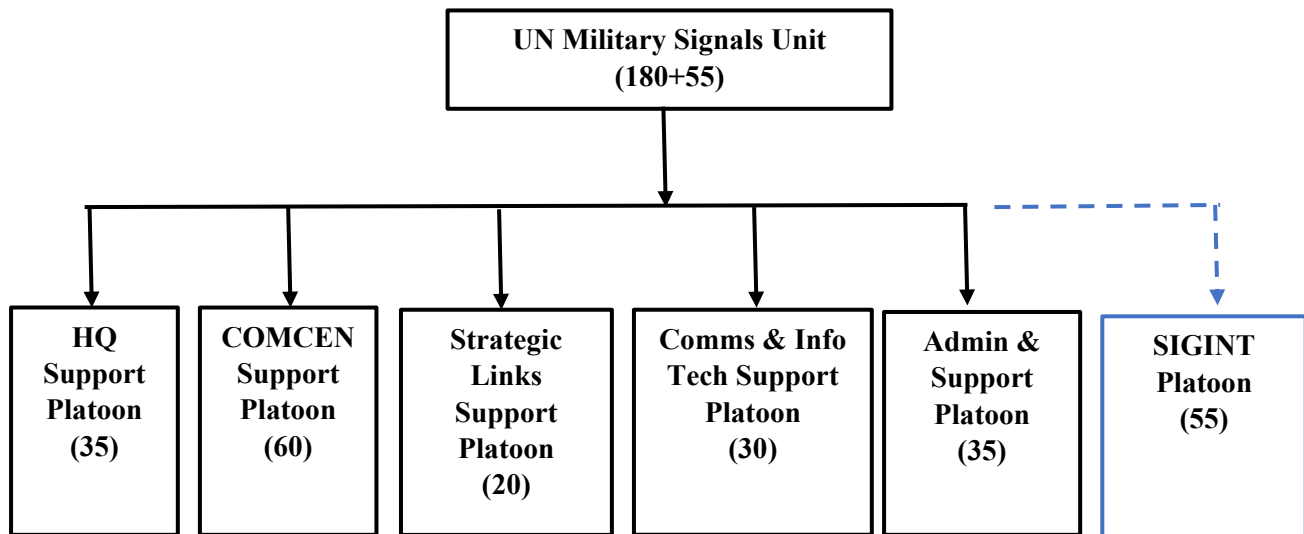 UN Military Signals Unit
(180+55)
HQ
Support
Platoon
(35)
COMCEN
Support
Platoon
(60)
Strategic
Links
Support
Platoon
(20)
Comms & Info
Tech Support
Platoon
(30)
Admin &
Support
Platoon
(35)
SIGINT
Platoon
(55)